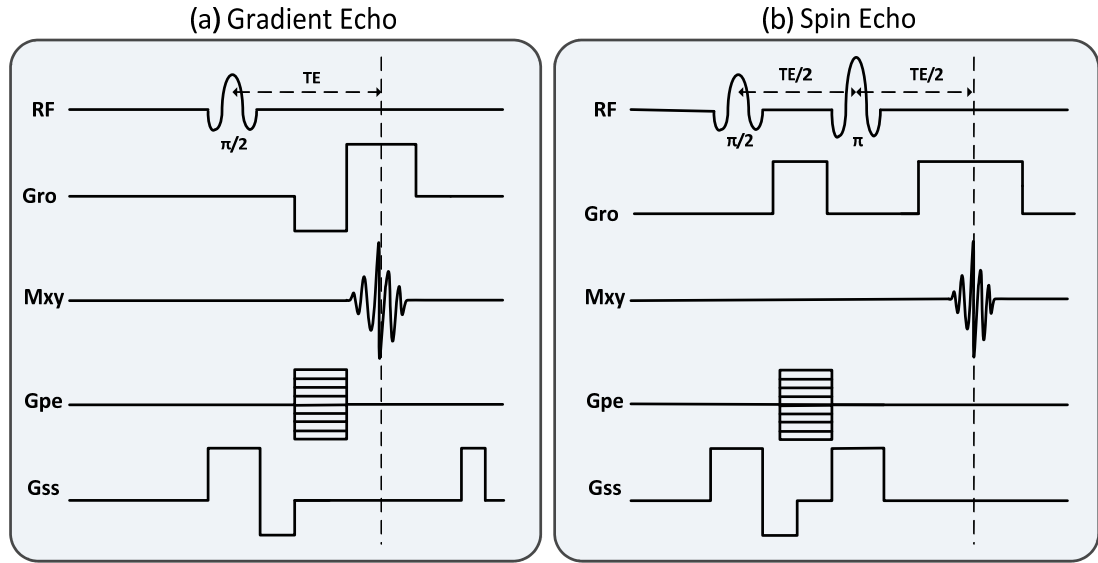 (a) Gradient Echo
TE
RF
π/2
Gro
Mxy
Gpe
Gss
(b) Spin Echo
TE/2 TE/2
RF
π/2 π
Gro
Mxy
Gpe
Gss